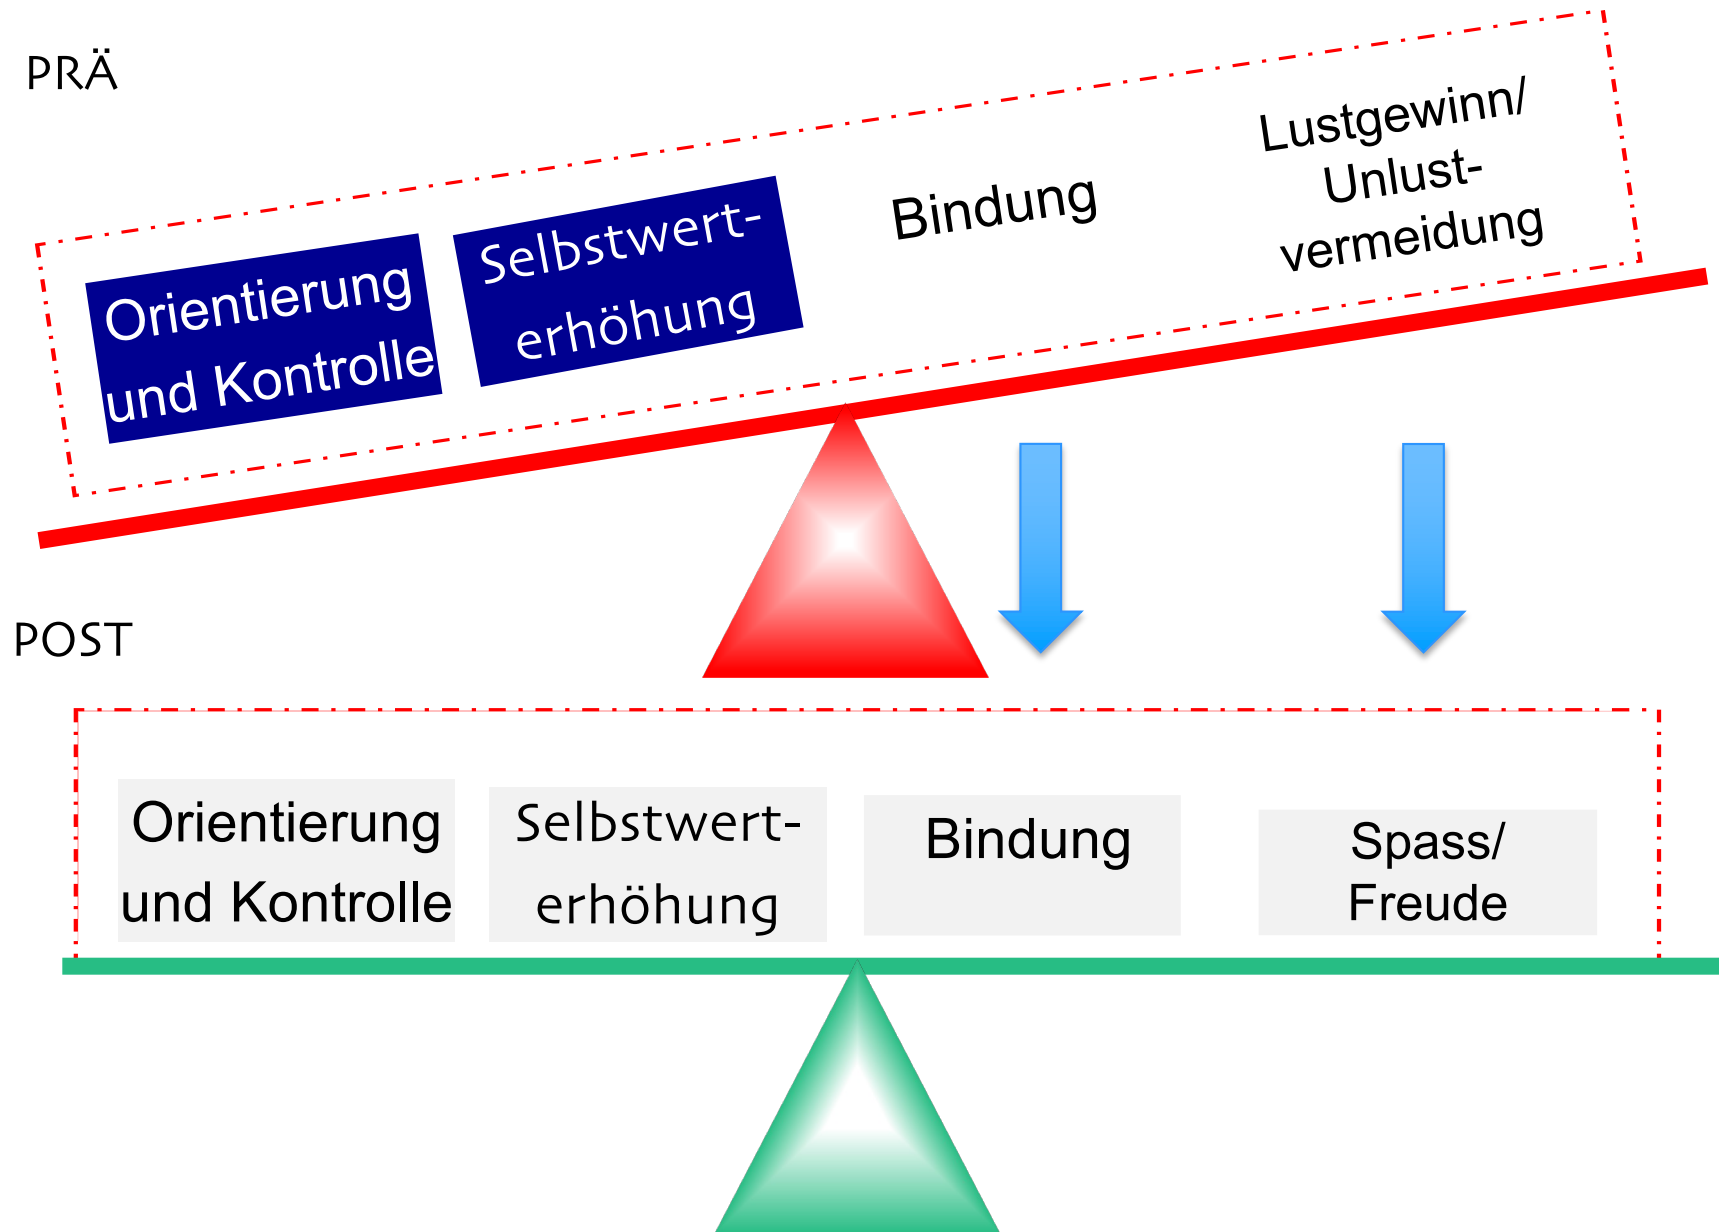 PRÄ
Orientierung
und Kontrolle
Selbstwert-
erhöhung
Bindung
Lustgewinn/
Unlust-
vermeidung
POST
Orientierung
und Kontrolle
Selbstwert-
erhöhung
Bindung
Spass/
Freude